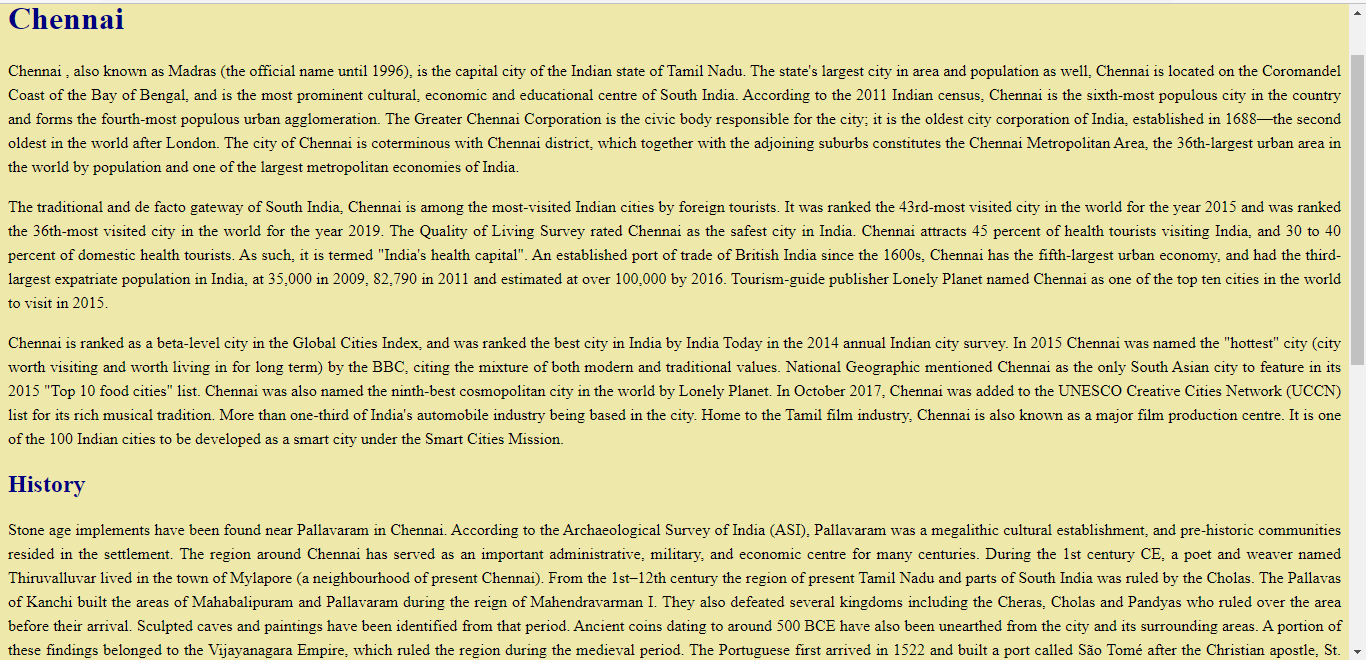 Chennai
Chennai , also known as Madras (the official name until 1996), is the capital city of the Indian state of Tamil Nadu. The state's largest city in area and population as well, Chennai is located on the Coromandel
Coast of the Bay of Bengal, and is the most prominent cultural, economic and educational centre of South India. According to the 2011 Indian census, Chennai is the sixth-most populous city in the country
and forms the fourth-most populous urban agglomeration. The Greater Chennai Corporation is the civic body responsible for the city; it is the oldest city corporation of India, established in 1688—the second
oldest in the world after London. The city of Chennai is coterminous with Chennai district, which together with the adjoining suburbs constitutes the Chennai Metropolitan Area, the 36th-largest urban area in
the world by population and one of the largest metropolitan economies of India.
The traditional and de facto gateway of South India, Chennai is among the most-visited Indian cities by foreign tourists. It was ranked the 43rd-most visited city in the world for the year 2015 and was ranked
the 36th-most visited city in the world for the year 2019. The Quality of Living Survey rated Chennai as the safest city in India. Chennai attracts 45 percent of health tourists visiting India, and 30 to 40
percent of domestic health tourists. As such, it is termed "India's health capital". An established port of trade of British India since the 1600s, Chennai has the fifth-largest urban economy, and had the third-
largest expatriate population in India, at 35,000 in 2009, 82,790 in 2011 and estimated at over 100,000 by 2016. Tourism-guide publisher Lonely Planet named Chennai as one of the top ten cities in the world
to visit in 2015.
Chennai is ranked as a beta-level city in the Global Cities Index, and was ranked the best city in India by India Today in the 2014 annual Indian city survey. In 2015 Chennai was named the "hottest" city (city
worth visiting and worth living in for long term) by the BBC, citing the mixture of both modern and traditional values. National Geographic mentioned Chennai as the only South Asian city to feature in its
2015 "Top 10 food cities" list. Chennai was also named the ninth-best cosmopolitan city in the world by Lonely Planet. In October 2017, Chennai was added to the UNESCO Creative Cities Network (UCCN)
list for its rich musical tradition. More than one-third of India's automobile industry being based in the city. Home to the Tamil film industry, Chennai is also known as a major film production centre. It is one
of the 100 Indian cities to be developed as a smart city under the Smart Cities Mission.
History
Stone age implements have been found near Pallavaram in Chennai. According to the Archaeological Survey of India (ASI), Pallavaram was a megalithic cultural establishment, and pre-historic communities
resided in the settlement. The region around Chennai has served as an important administrative, military, and economic centre for many centuries. During the 1st century CE, a poet and weaver named
Thiruvalluvar lived in the town of Mylapore (a neighbourhood of present Chennai). From the 1st–12th century the region of present Tamil Nadu and parts of South India was ruled by the Cholas. The Pallavas
of Kanchi built the areas of Mahabalipuram and Pallavaram during the reign of Mahendravarman I. They also defeated several kingdoms including the Cheras, Cholas and Pandyas who ruled over the area
before their arrival. Sculpted caves and paintings have been identified from that period. Ancient coins dating to around 500 BCE have also been unearthed from the city and its surrounding areas. A portion of
these findings belonged to the Vijayanagara Empire, which ruled the region during the medieval period. The Portuguese first arrived in 1522 and built a port called São Tomé after the Christian apostle, St.